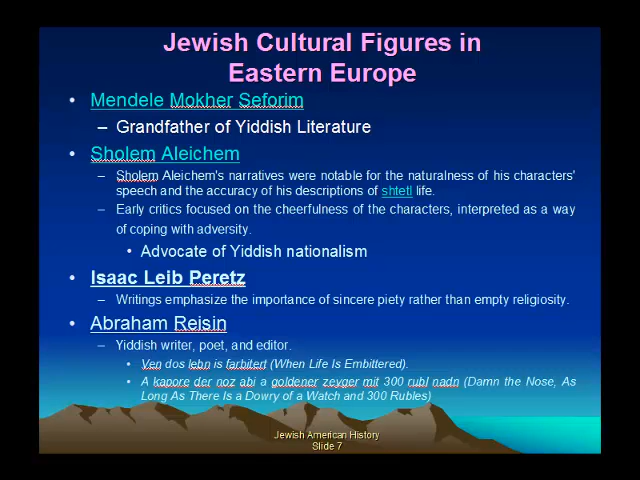 Jewish Cultural Figures in
Eastern Europe
• Mendele Mokher Seforim
– Grandfather of Yiddish Literature
• Sholem Aleichem
– Sholem Aleichem's narratives were notable for the naturalness of his characters'
speech and the accuracy of his descriptions of shtetl life.
– Early critics focused on the cheerfulness of the characters, interpreted as a way
of coping with adversity.
• Advocate of Yiddish nationalism
• Isaac Leib Peretz
– Writings emphasize the importance of sincere piety rather than empty religiosity.
• Abraham Reisin
– Yiddish writer, poet, and editor.
• Ven dos lebn is farbitert (When Life Is Embittered).
• A kapore der noz abi a goldener zeyger mit 300 rubl nadn (Damn the Nose, As
Long As There Is a Dowry of a Watch and 300 Rubles)
Jewish American History
Slide 7